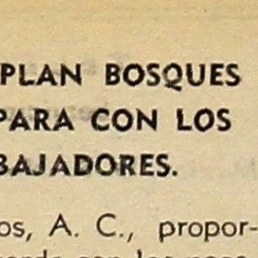 PLAN BOSQUES
PARA CON LOS
BAJADORES.
os, A. C., propor-